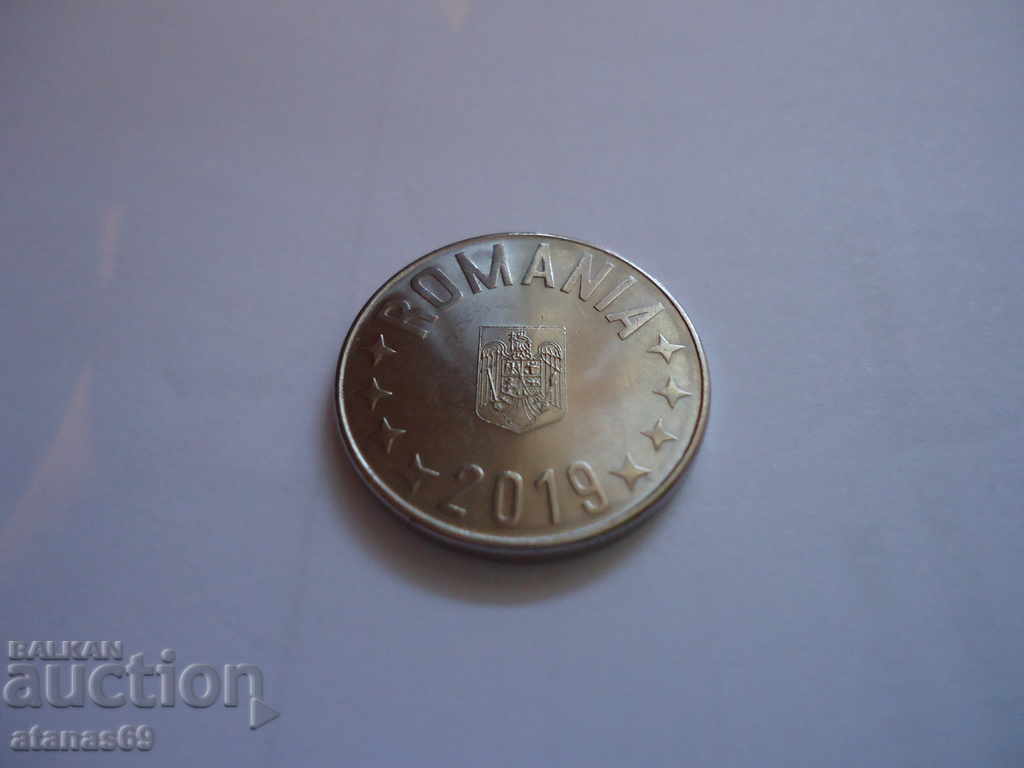 ROMANIA
2019
BALKAN
auction
atanas69